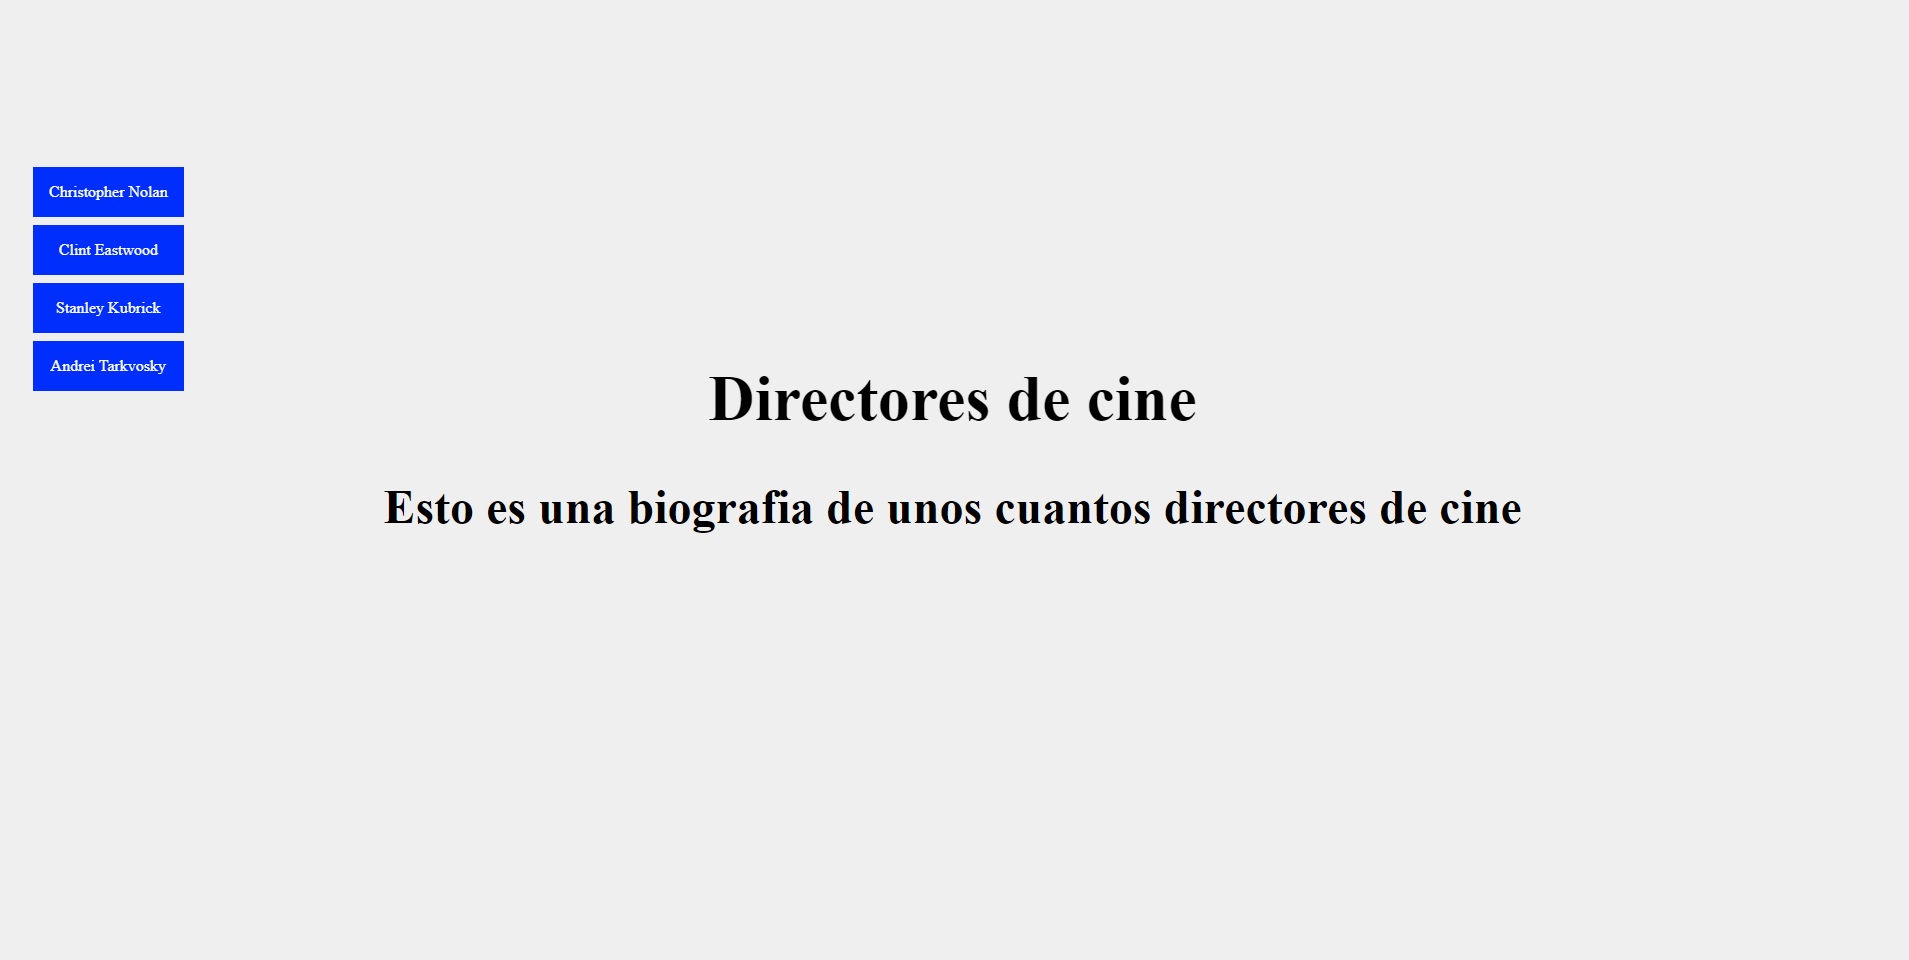 Christopher Nolan
Clint Eastwood
Stanley Kubrick
Andrei Tarkvosky
Directores de cine
Esto es una biografia de unos cuantos directores de cine